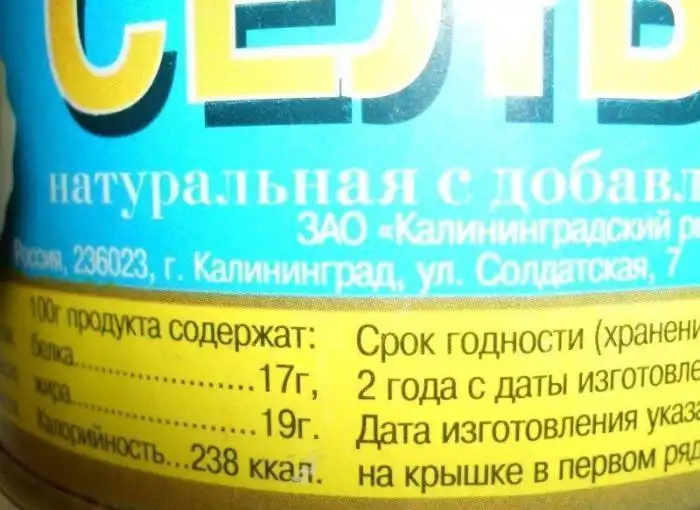 СЕЛЬ
натуральная с добавл
ЗАО «Калининградский р
Россия, 236023, г. Калининград, ул. Солдатская, 7
100г продукта содержат:
белка.....................17г,
жира.......................19г.
Калорийность...238 ккал.
Срок годности (хранени
2 года с даты изготовле
Дата изготовления указа
на крышке в первом ряд